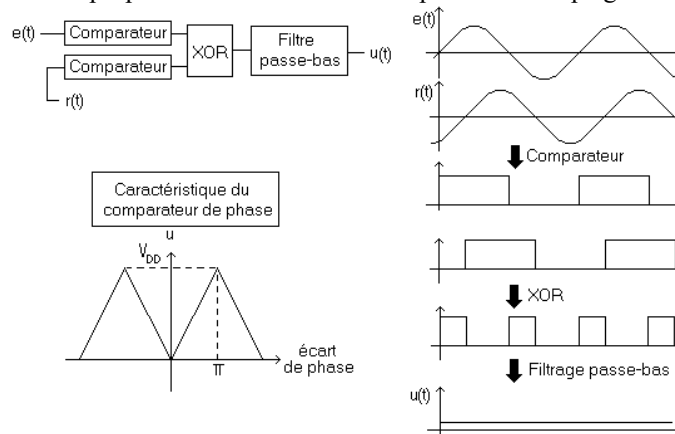 e(t)
Comparateur
Comparateur
r(t)
XOR
Filtre
passe-bas
u(t)
Caractéristique du
comparateur de phase
u
VDD
π
écart
de phase
e(t)
r(t)
Comparateur
XOR
Filtrage passe-bas
u(t)